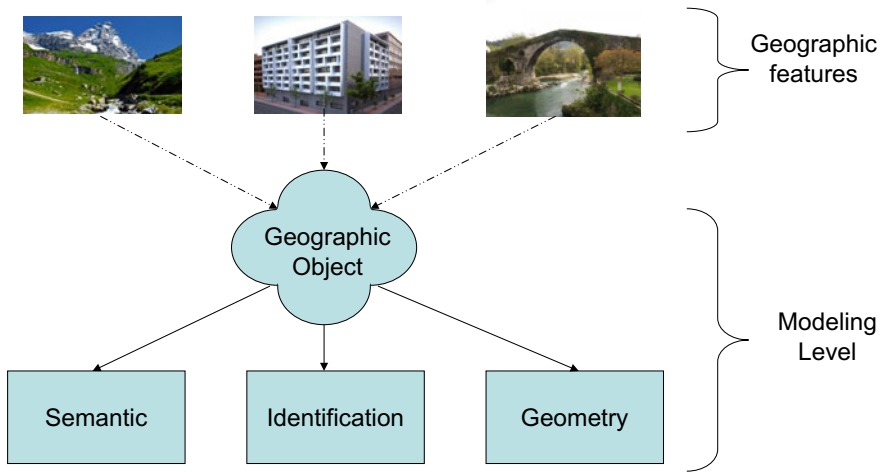 Geographic
features
Geographic
Object
Modeling
Level
Semantic
Identification
Geometry